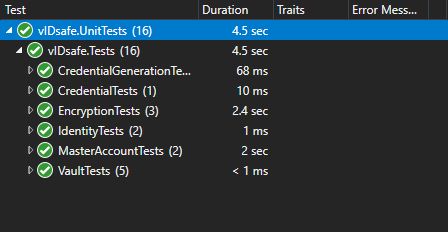 Test Duration Traits Error Mess...
vIDsafe.UnitTests (16) 4.5 sec
vIDsafe.Tests (16) 4.5 sec
CredentialGenerationTe... 68 ms
CredentialTests (1) 10 ms
EncryptionTests (3) 2.4 sec
IdentityTests (2) 1 ms
MasterAccountTests (2) 2 sec
VaultTests (5) < 1 ms